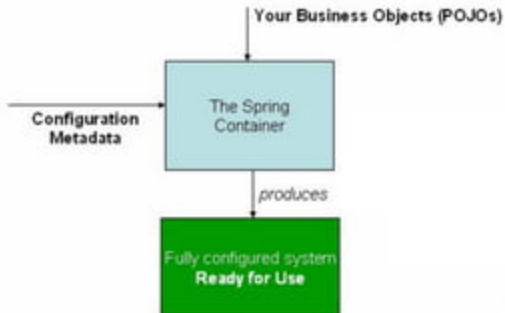 Your Business Objects (POJOs)
The Spring
Container
Configuration
Metadata
produces
Fully configured system
Ready for Use